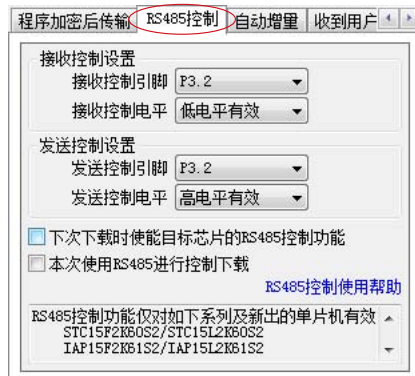 程序加密后传输 RS485控制 自动增量 收到用户
接收控制设置
接收控制引脚 P3.2
接收控制电平 低电平有效
发送控制设置
发送控制引脚 P3.2
发送控制电平 高电平有效
下次下载时使能目标芯片的RS485控制功能
本次使用RS485进行控制下载
RS485控制使用帮助
RS485控制功能仅对如下系列及新出的单片机有效
STC15F2K60S2/STC15L2K60S2
IAP15F2K61S2/IAP15L2K61S2